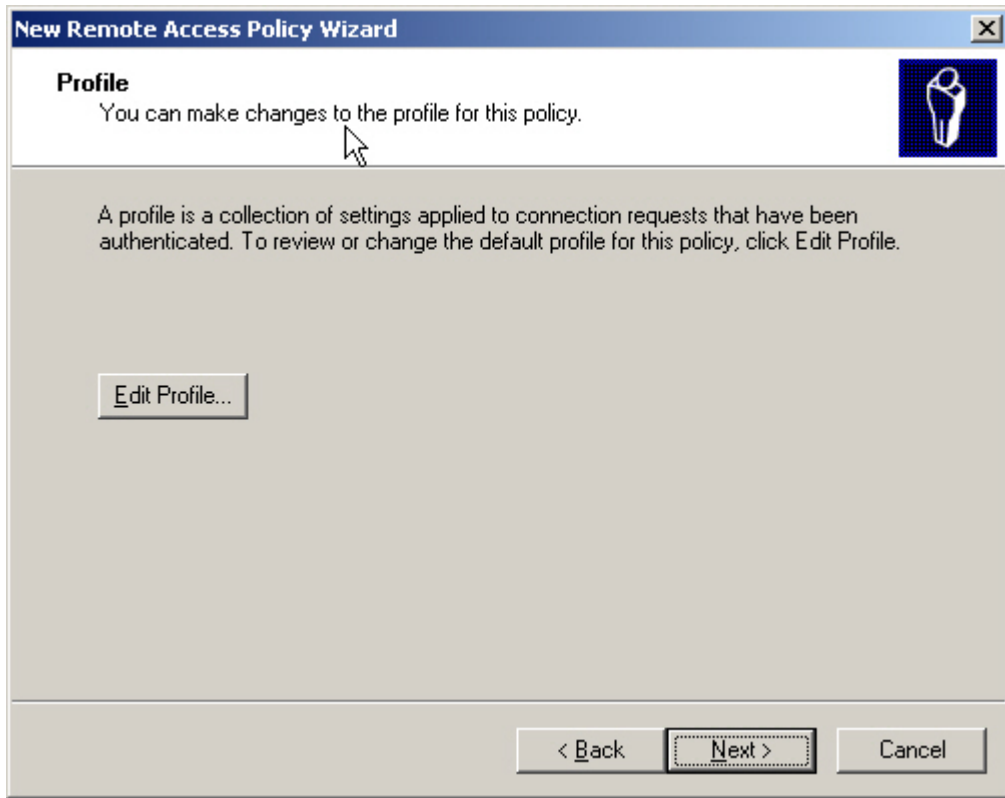 New Remote Access Policy Wizard
Profile
You can make changes to the profile for this policy.
A profile is a collection of settings applied to connection requests that have been
authenticated. To review or change the default profile for this policy, click Edit Profile.
Edit Profile...
< Back Next > Cancel